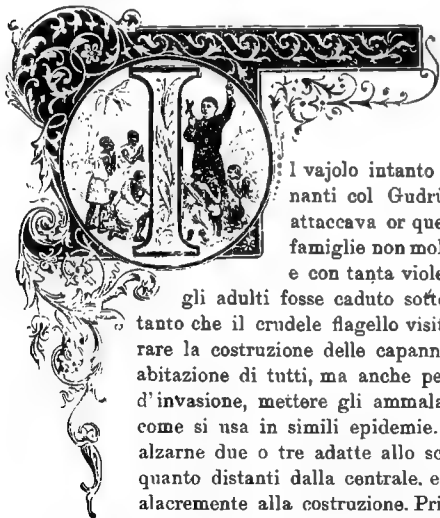 Il vajolo intanto
nanti col Gudrù
attaccava or que
famiglie non mol
e con tanta viole
gli adulti fosse caduto sotto
tanto che il crudele flagello visit
rare la costruzione delle capann
abitazione di tutti, ma anche pe
d'invasione, mettere gli ammala
come si usa in simili epidemie.
alzarne due o tre adatte allo sc
quanto distanti dalla centrale, e
alacremente alla costruzione. Pri